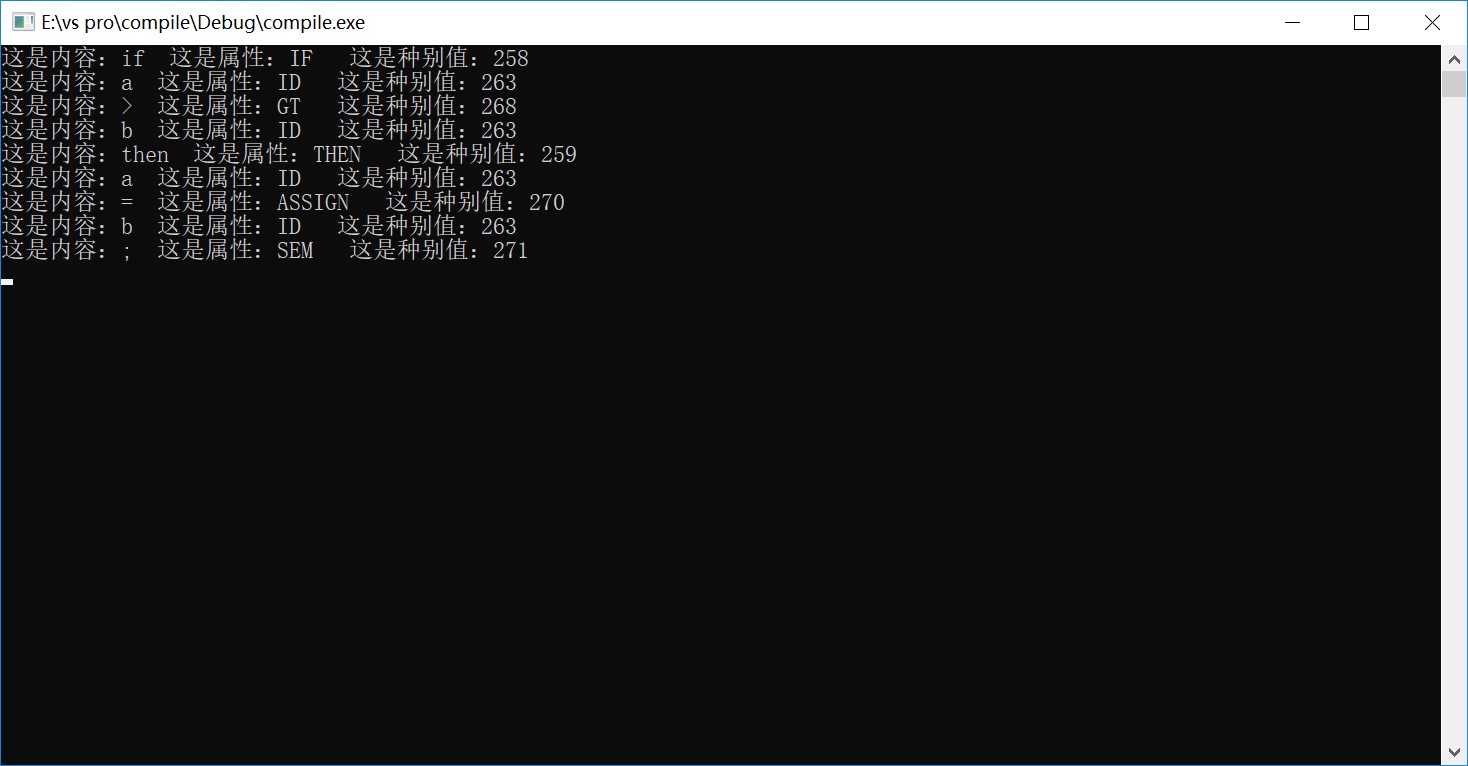 E:\vs pro\compile\Debug\compile.exe
这是内容：if  这是属性：IF   这是种别值：258
这是内容：a  这是属性：ID   这是种别值：263
这是内容：>  这是属性：GT   这是种别值：268
这是内容：b  这是属性：ID   这是种别值：263
这是内容：then  这是属性：THEN   这是种别值：259
这是内容：a  这是属性：ID   这是种别值：263
这是内容：=  这是属性：ASSIGN   这是种别值：270
这是内容：b  这是属性：ID   这是种别值：263
这是内容：;  这是属性：SEM   这是种别值：271